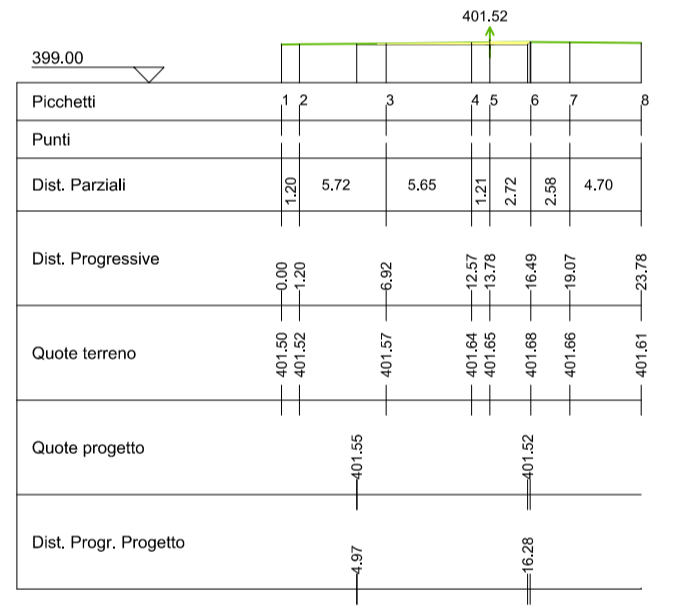 401.52
399.00
Picchetti 1 2 3 4 5 6 7 8
Punti
Dist. Parziali 1.20 5.72 5.65 1.21 2.72 2.58 4.70
Dist. Progressive 0.00 1.20 6.92 12.57 13.78 16.49 19.07 23.78
Quote terreno 401.50 401.52 401.57 401.64 401.65 401.68 401.66 401.61
Quote progetto 401.55 401.52
Dist. Progr. Progetto 4.97 16.28